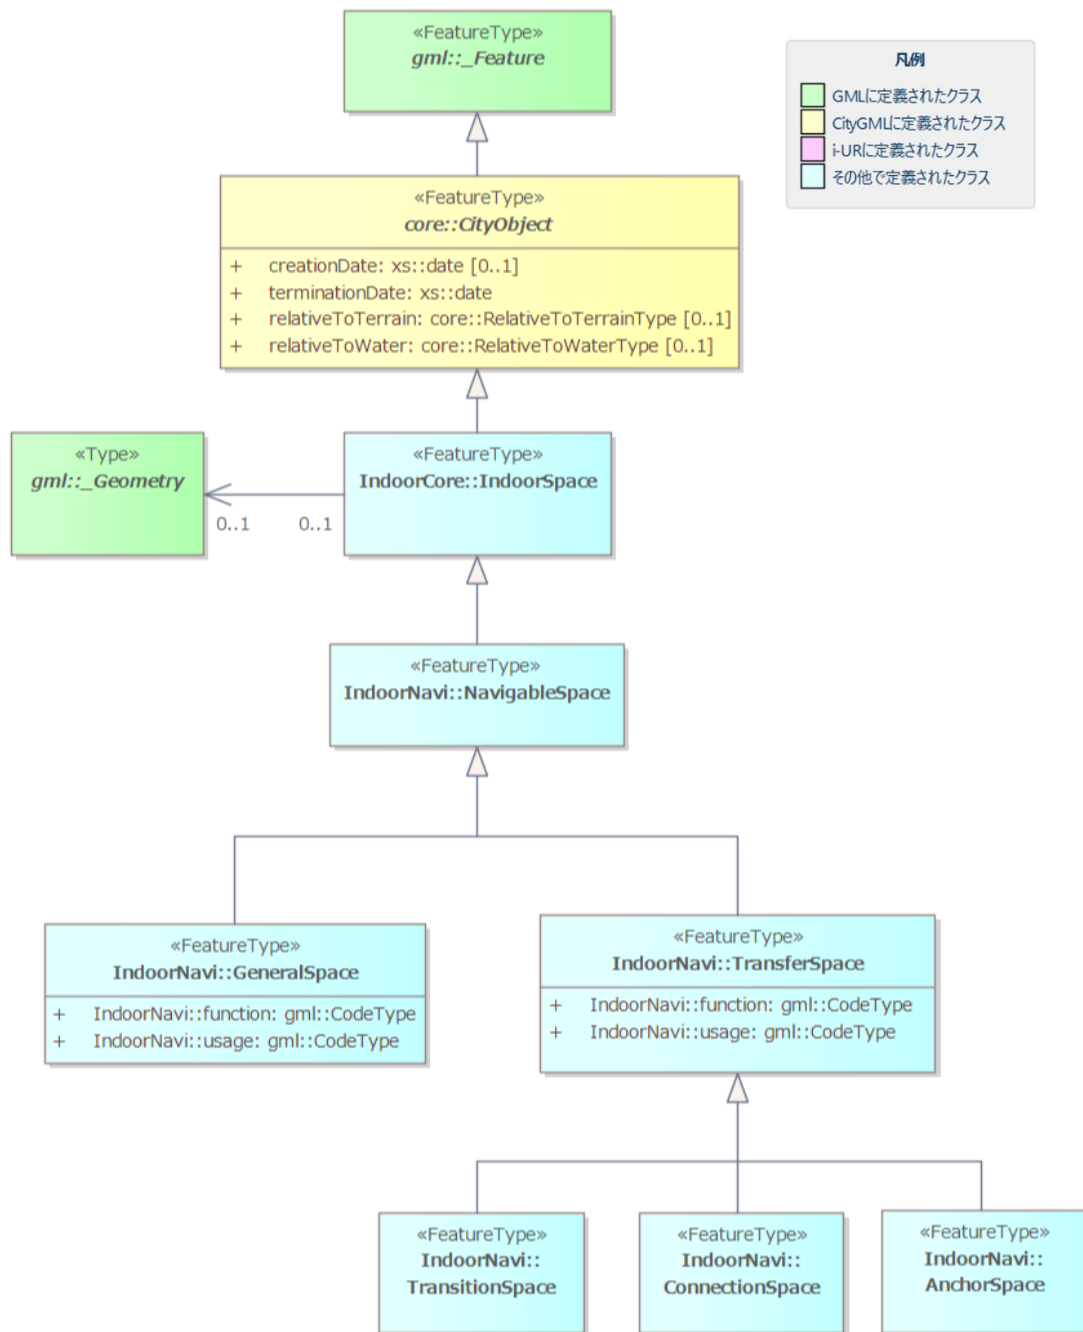 «FeatureType»
gml::_Feature
凡例
GMLに定義されたクラス
CityGMLに定義されたクラス
i-URに定義されたクラス
その他で定義されたクラス
«FeatureType»
core::CityObject
+ creationDate: xs::date [0..1]
+ terminationDate: xs::date
+ relativeToTerrain: core::RelativeToTerrainType [0..1]
+ relativeToWater: core::RelativeToWaterType [0..1]
«Type»
gml::_Geometry
0..1
0..1
«FeatureType»
IndoorCore::IndoorSpace
«FeatureType»
IndoorNavi::NavigableSpace
«FeatureType»
IndoorNavi::GeneralSpace
+ IndoorNavi::function: gml::CodeType
+ IndoorNavi::usage: gml::CodeType
«FeatureType»
IndoorNavi::TransferSpace
+ IndoorNavi::function: gml::CodeType
+ IndoorNavi::usage: gml::CodeType
«FeatureType»
IndoorNavi::
TransitionSpace
«FeatureType»
IndoorNavi::
ConnectionSpace
«FeatureType»
IndoorNavi::
AnchorSpace